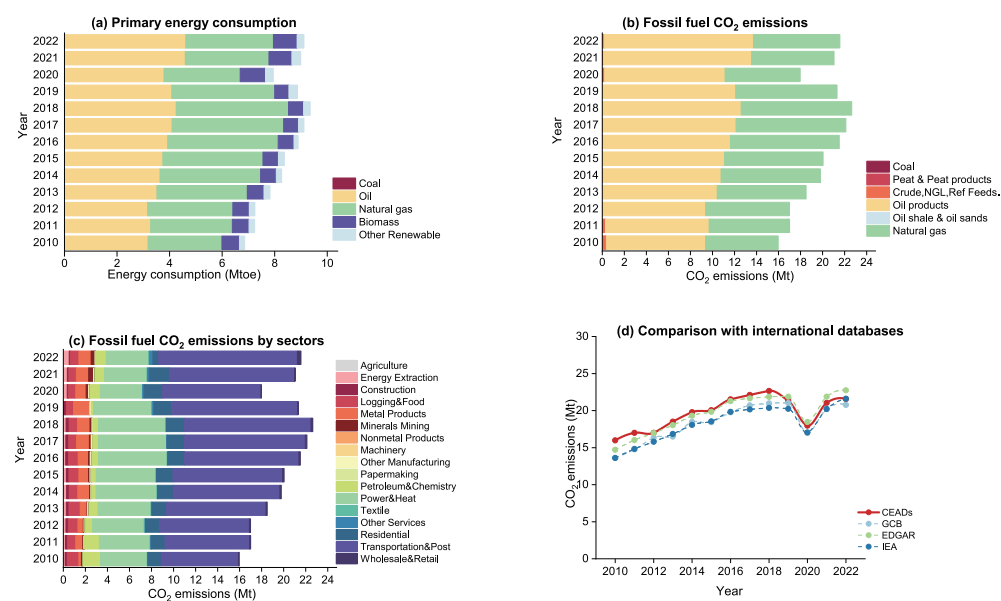 (a) Primary energy consumption
2022
2021
2020
2019
2018
2017
2016
2015
2014
2013
2012
2011
2010
Year
0 2 4 6 8 10
Energy consumption (Mtoe)
Coal
Oil
Natural gas
Biomass
Other Renewable
(b) Fossil fuel CO₂ emissions
2022
2021
2020
2019
2018
2017
2016
2015
2014
2013
2012
2011
2010
Year
0 2 4 6 8 10 12 14 16 18 20 22 24
CO₂ emissions (Mt)
Coal
Peat & Peat products
Crude,NGL,Ref Feeds.
Oil products
Oil shale & oil sands
Natural gas
(c) Fossil fuel CO₂ emissions by sectors
2022
2021
2020
2019
2018
2017
2016
2015
2014
2013
2012
2011
2010
Year
0 2 4 6 8 10 12 14 16 18 20 22 24
CO₂ emissions (Mt)
Agriculture
Energy Extraction
Construction
Logging&Food
Metal Products
Minerals Mining
Nonmetal Products
Machinery
Other Manufacturing
Papermaking
Petroleum&Chemistry
Power&Heat
Textile
Other Services
Residential
Transportation&Post
Wholesale&Retail
(d) Comparison with international databases
30
25
20
15
10
5
0
CO₂ emissions (Mt)
2010 2012 2014 2016 2018 2020 2022
Year
CEADs
GCB
EDGAR
IEA